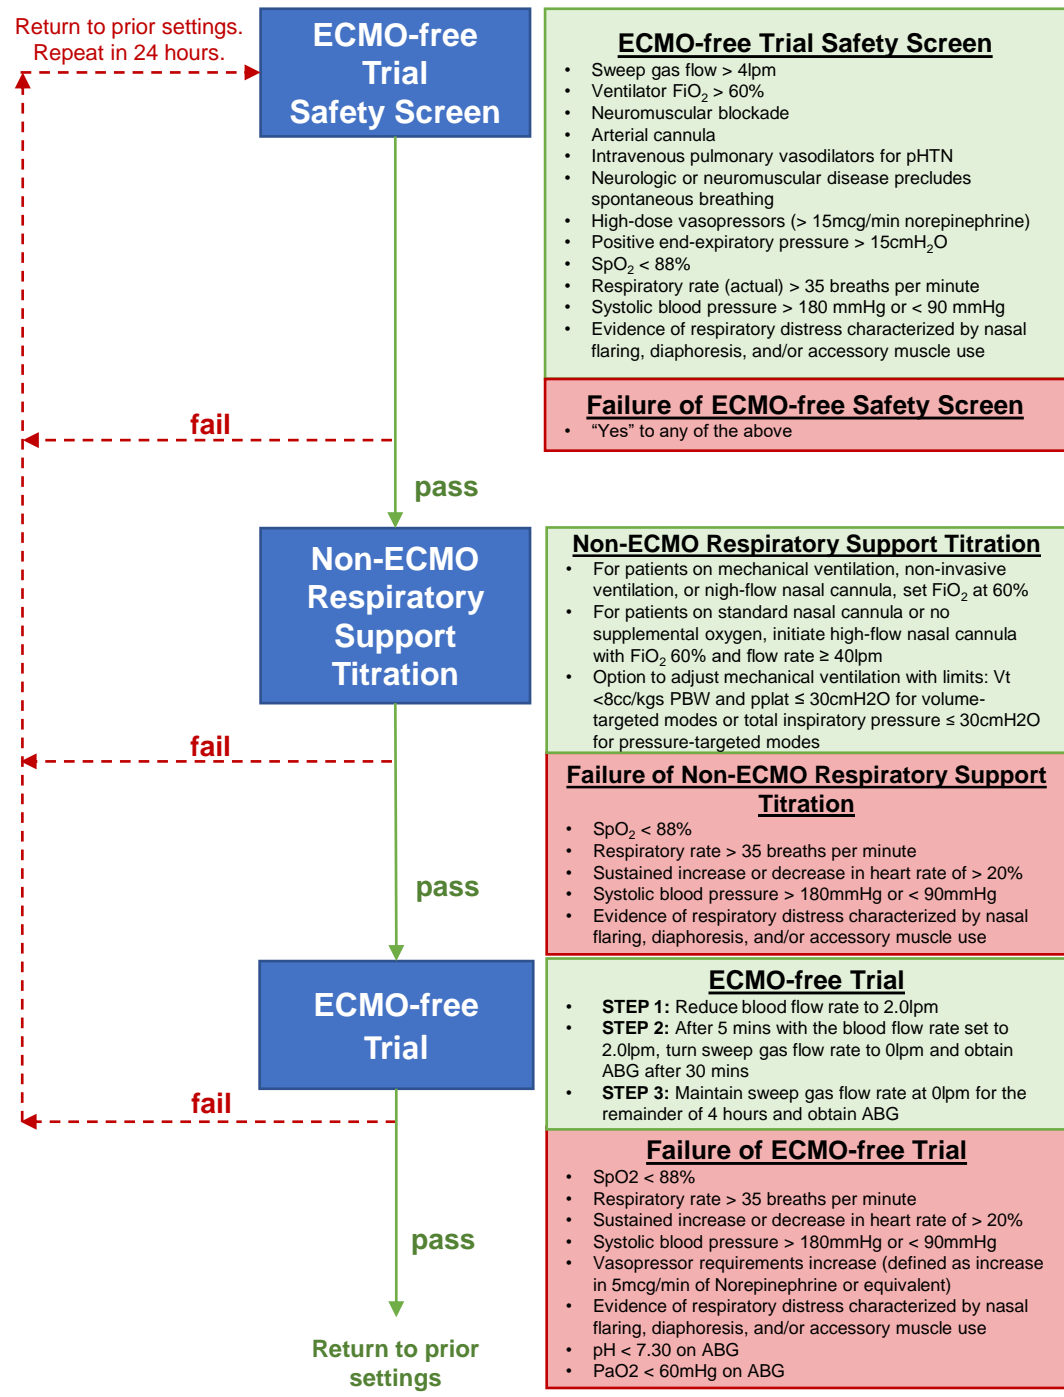 Return to prior settings.
Repeat in 24 hours.
ECMO-free
Trial
Safety Screen
ECMO-free Trial Safety Screen
• Sweep gas flow > 4lpm
• Ventilator FiO₂ > 60%
• Neuromuscular blockade
• Arterial cannula
• Intravenous pulmonary vasodilators for pHTN
• Neurologic or neuromuscular disease precludes
spontaneous breathing
• High-dose vasopressors (> 15mcg/min norepinephrine)
• Positive end-expiratory pressure > 15cmH₂O
• SpO₂ < 88%
• Respiratory rate (actual) > 35 breaths per minute
• Systolic blood pressure > 180 mmHg or < 90 mmHg
• Evidence of respiratory distress characterized by nasal
flaring, diaphoresis, and/or accessory muscle use
Failure of ECMO-free Safety Screen
• “Yes” to any of the above
fail
pass
Non-ECMO
Respiratory
Support
Titration
Non-ECMO Respiratory Support Titration
• For patients on mechanical ventilation, non-invasive
ventilation, or nigh-flow nasal cannula, set FiO₂ at 60%
• For patients on standard nasal cannula or no
supplemental oxygen, initiate high-flow nasal cannula
with FiO₂ 60% and flow rate ≥ 40lpm
• Option to adjust mechanical ventilation with limits: Vt
<8cc/kgs PBW and pplat ≤ 30cmH2O for volume-
targeted modes or total inspiratory pressure ≤ 30cmH2O
for pressure-targeted modes
fail
Failure of Non-ECMO Respiratory Support
Titration
• SpO₂ < 88%
• Respiratory rate > 35 breaths per minute
• Sustained increase or decrease in heart rate of > 20%
• Systolic blood pressure > 180mmHg or < 90mmHg
• Evidence of respiratory distress characterized by nasal
flaring, diaphoresis, and/or accessory muscle use
pass
ECMO-free
Trial
ECMO-free Trial
• STEP 1: Reduce blood flow rate to 2.0lpm
• STEP 2: After 5 mins with the blood flow rate set to
2.0lpm, turn sweep gas flow rate to 0lpm and obtain
ABG after 30 mins
• STEP 3: Maintain sweep gas flow rate at 0lpm for the
remainder of 4 hours and obtain ABG
fail
Failure of ECMO-free Trial
• SpO2 < 88%
• Respiratory rate > 35 breaths per minute
• Sustained increase or decrease in heart rate of > 20%
• Systolic blood pressure > 180mmHg or < 90mmHg
• Vasopressor requirements increase (defined as increase
in 5mcg/min of Norepinephrine or equivalent)
• Evidence of respiratory distress characterized by nasal
flaring, diaphoresis, and/or accessory muscle use
• pH < 7.30 on ABG
• PaO2 < 60mmHg on ABG
pass
Return to prior
settings